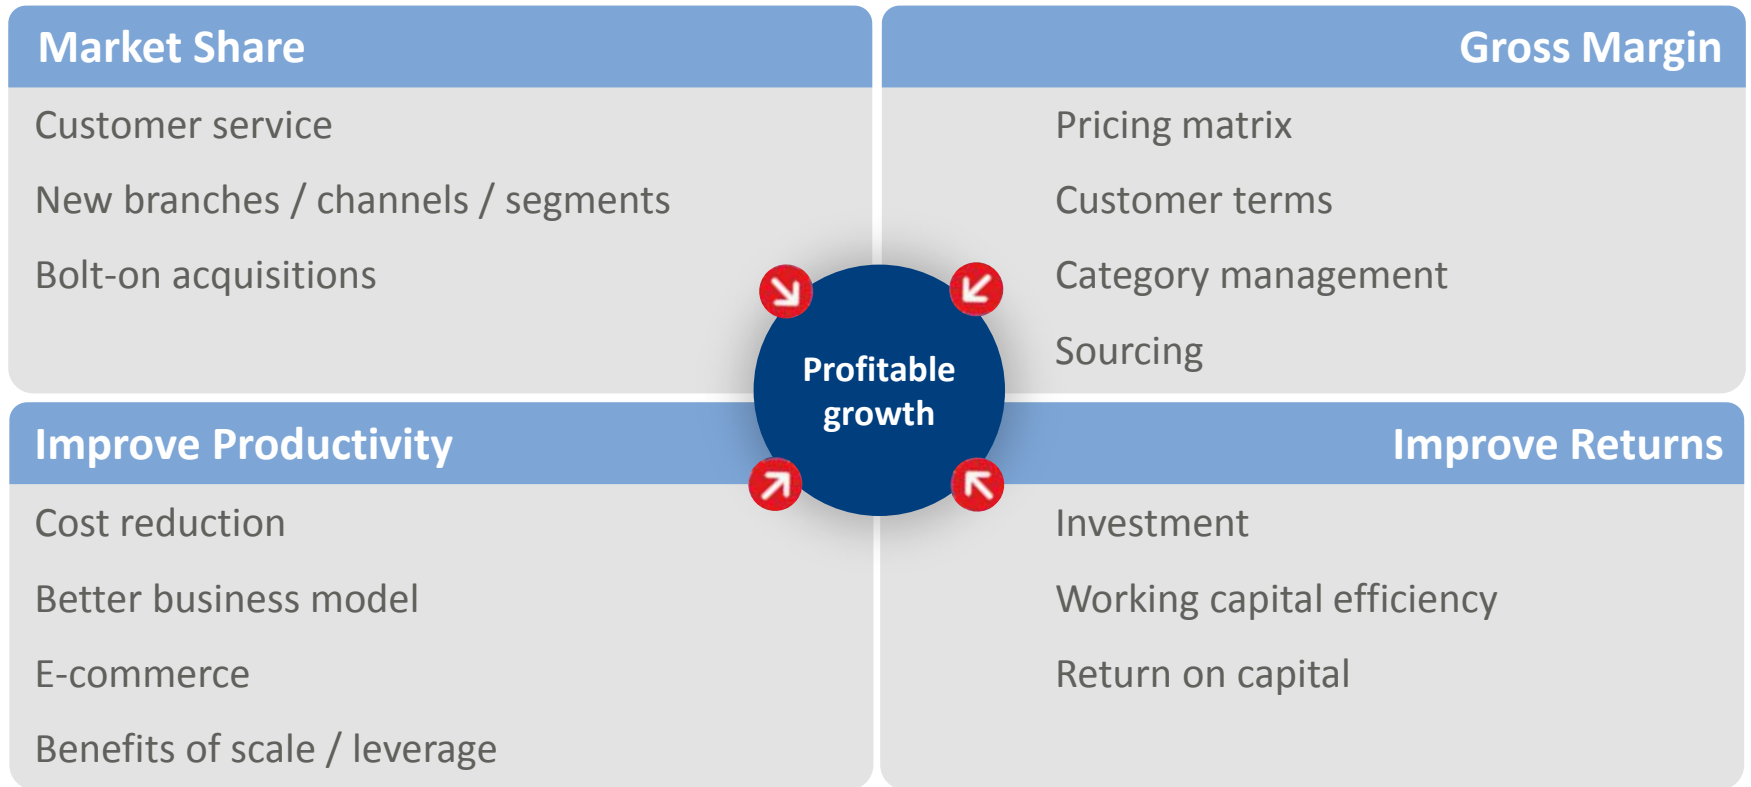 Market Share
Customer service
New branches / channels / segments
Bolt-on acquisitions
Gross Margin
Pricing matrix
Customer terms
Category management
Sourcing
Profitable
growth
Improve Productivity
Cost reduction
Better business model
E-commerce
Benefits of scale / leverage
Improve Returns
Investment
Working capital efficiency
Return on capital